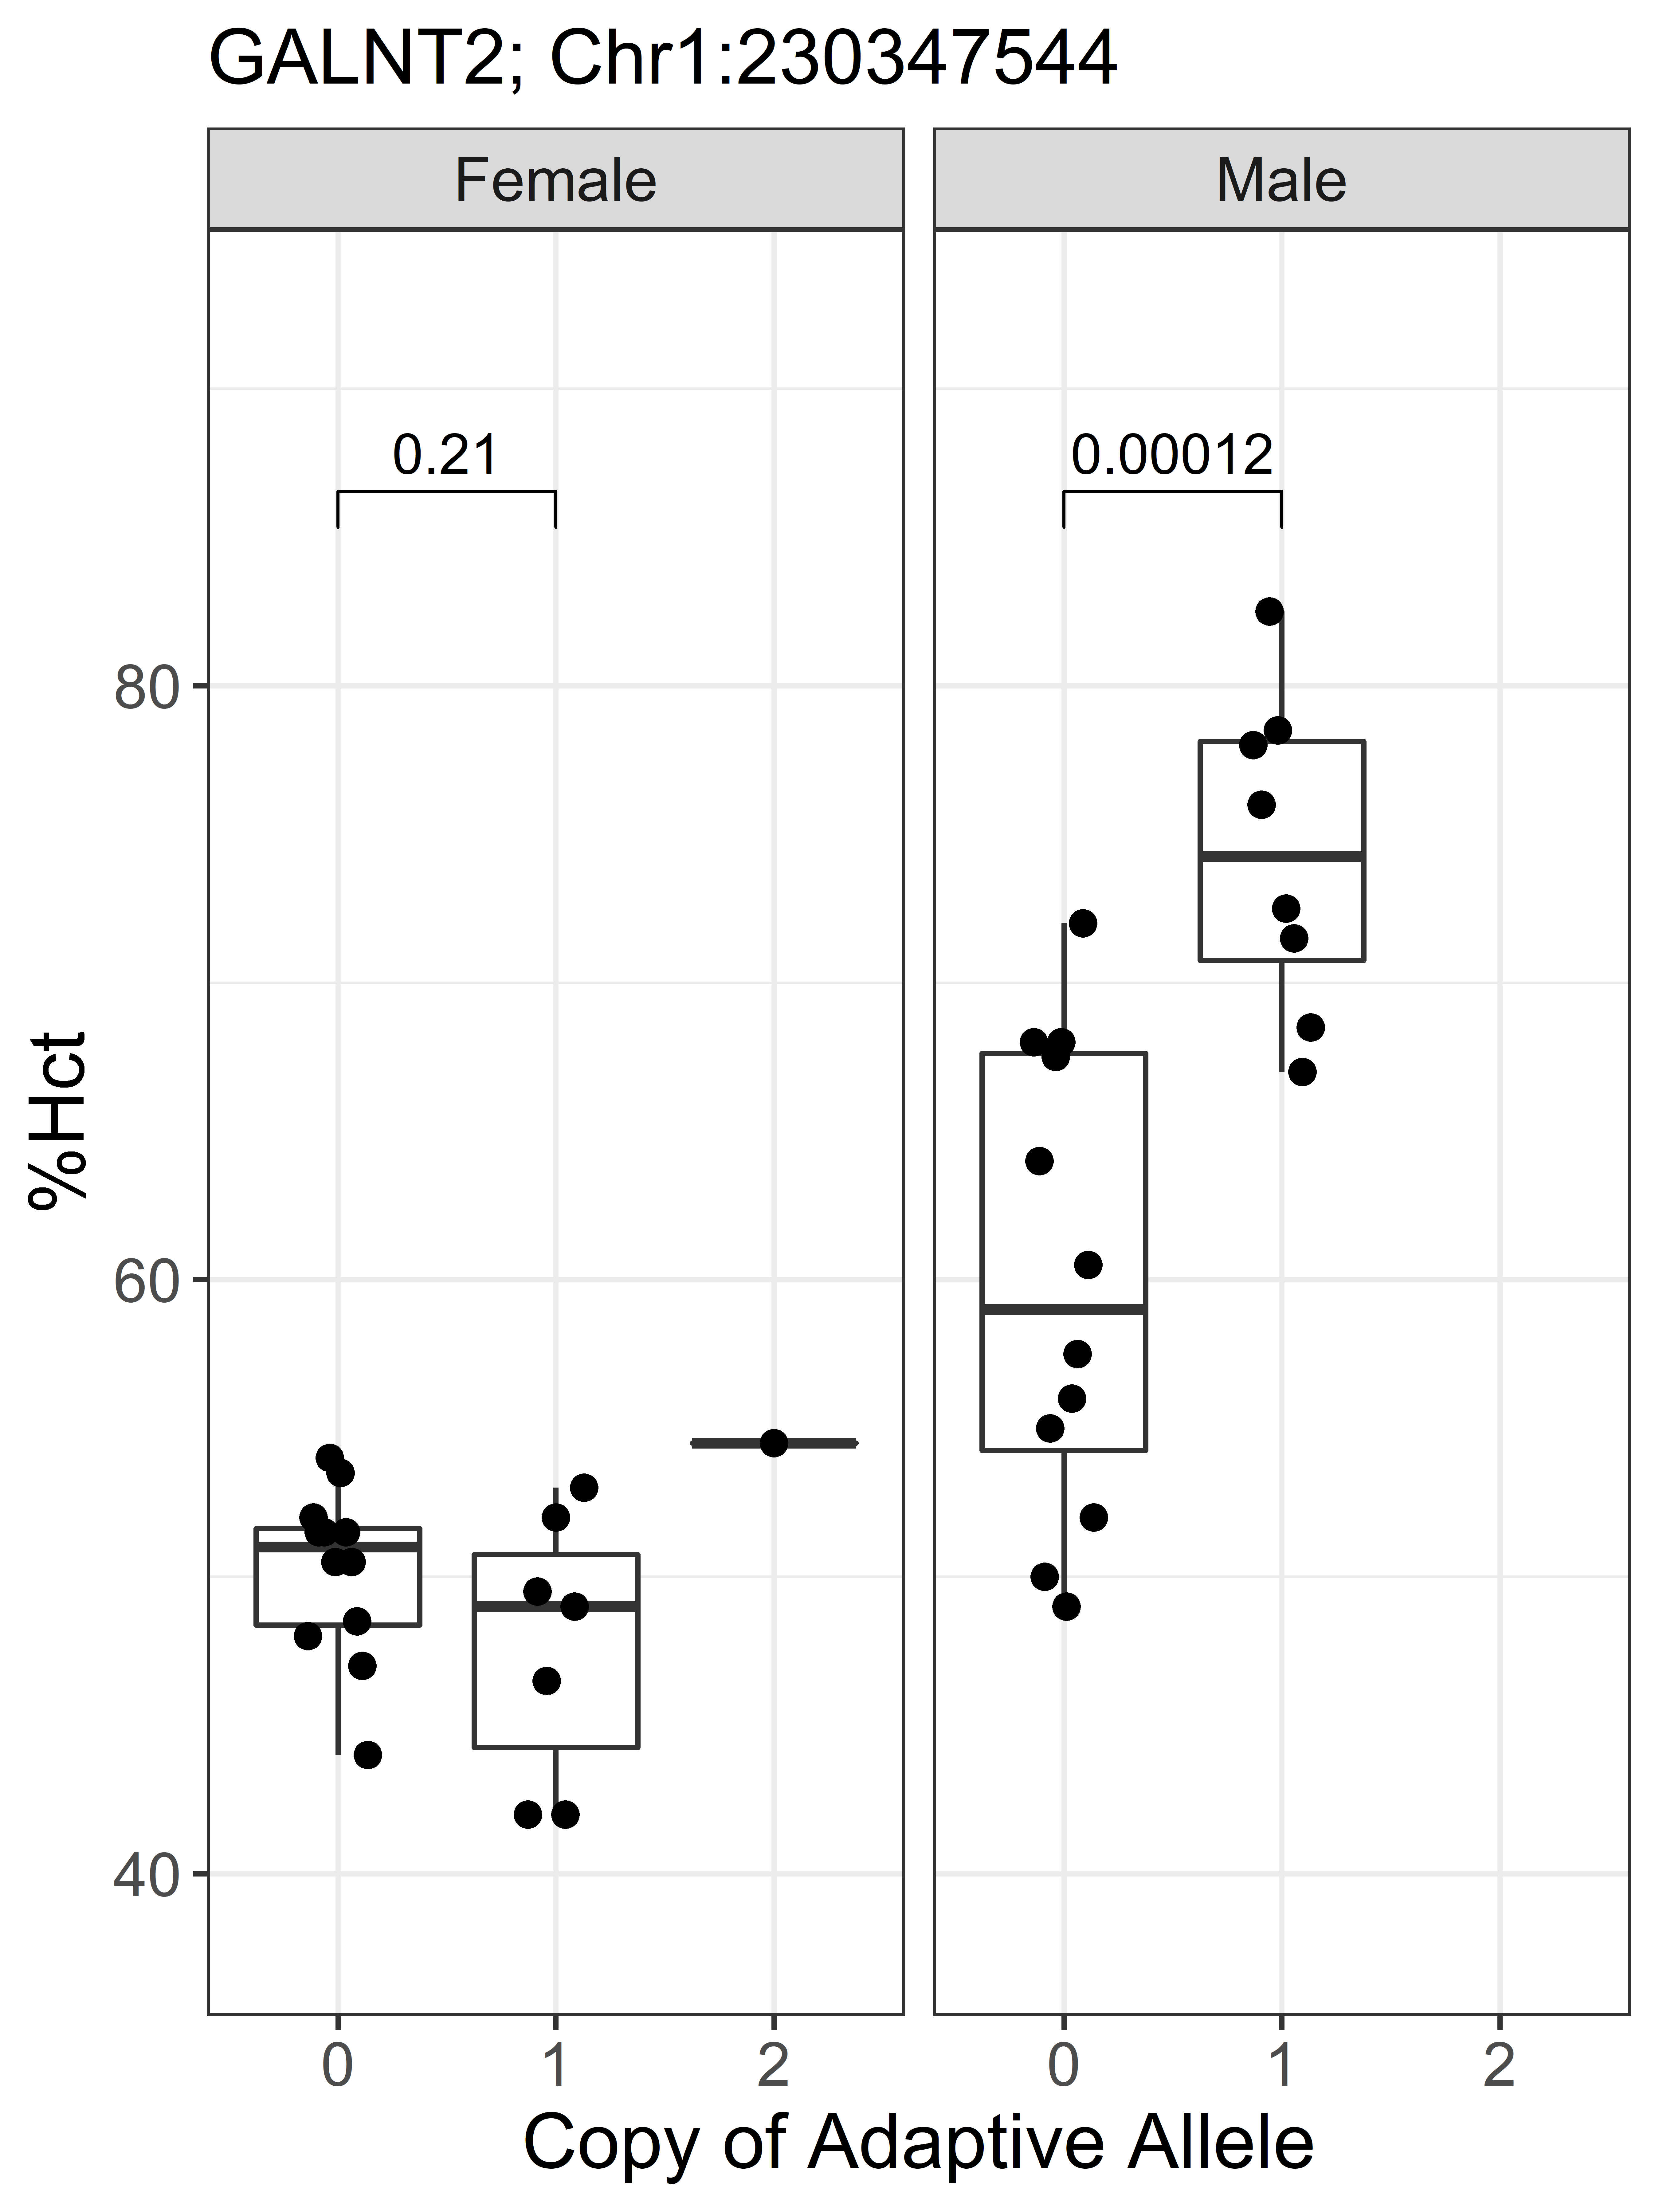 GALNT2; Chr1:230347544
Female
Male
0.21
0.00012
%Hct
80
60
40
0 1 2
0 1 2
Copy of Adaptive Allele